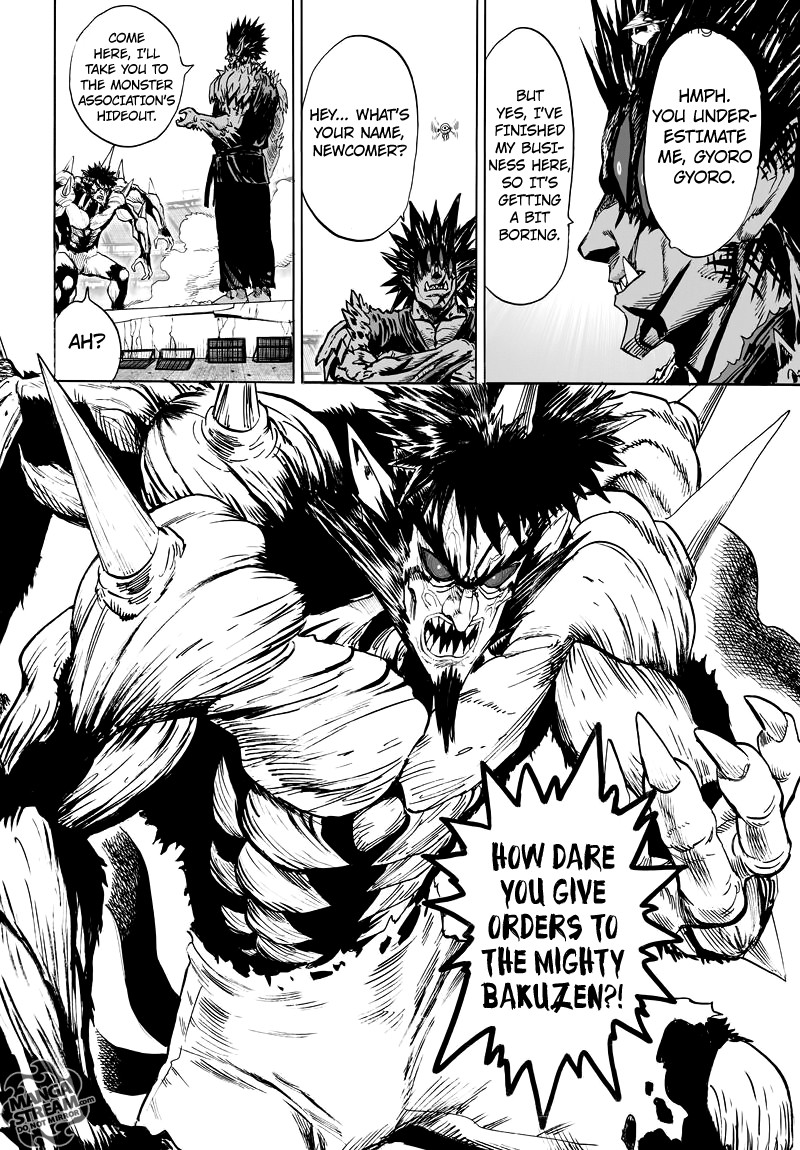 HMPH.
YOU UNDER-
ESTIMATE
ME, GYORO
GYORO.
BUT
YES, I'VE
FINISHED
MY BUSI-
NESS HERE,
SO IT'S
GETTING
A BIT
BORING.
HEY... WHAT'S
YOUR NAME,
NEWCOMER?
COME
HERE, I'LL
TAKE YOU TO
THE MONSTER
ASSOCIATION'S
HIDEOUT.
AH?
HOW DARE
YOU GIVE
ORDERS TO
THE MIGHTY
BAKUZEN?!
MANGA
STREAM.com
DO NOT MIRROR